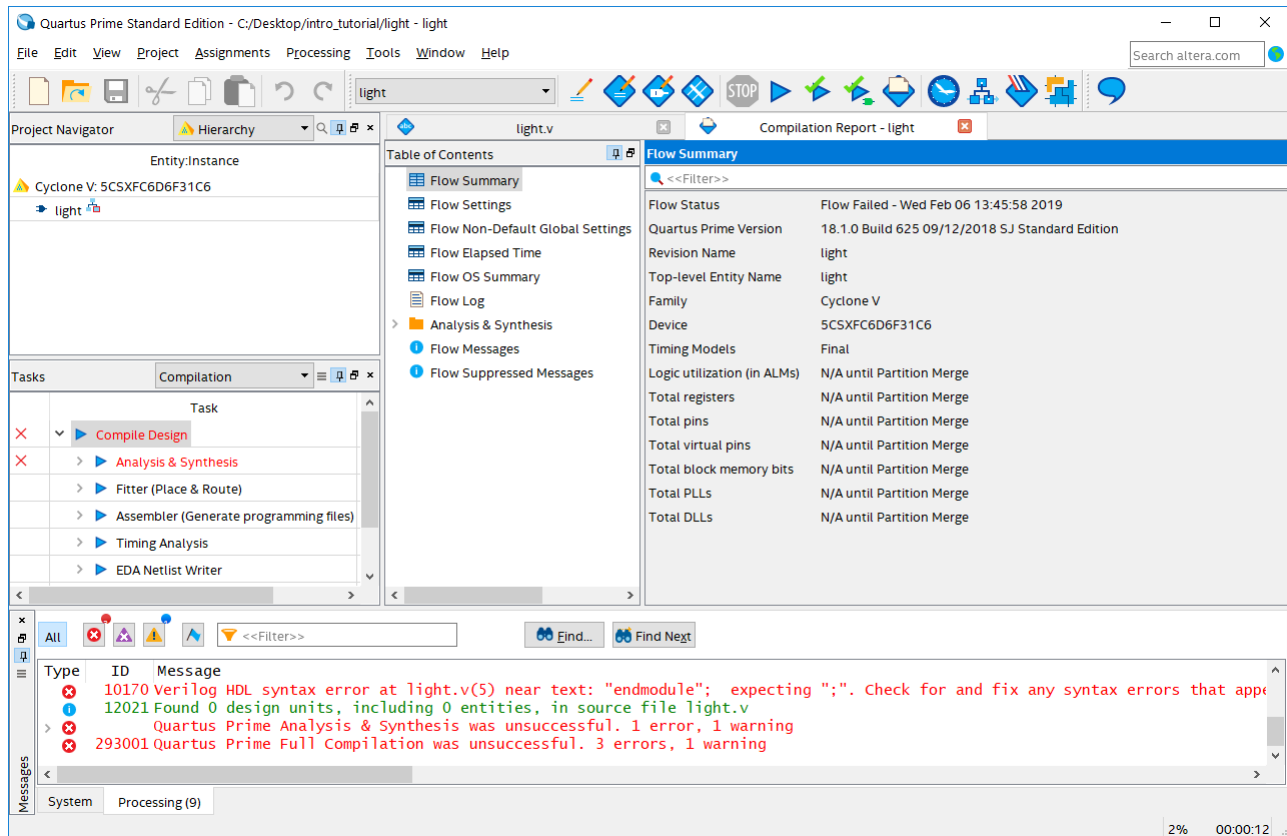 Quartus Prime Standard Edition - C:/Desktop/intro_tutorial/light - light
File Edit View Project Assignments Processing Tools Window Help
Search altera.com
light
STOP
Project Navigator
Hierarchy
Entity:Instance
Cyclone V: 5CSXFC6D6F31C6
light
Tasks
Compilation
Task
Compile Design
Analysis & Synthesis
Fitter (Place & Route)
Assembler (Generate programming files)
Timing Analysis
EDA Netlist Writer
abc
light.v
Compilation Report - light
Table of Contents
Flow Summary
Flow Settings
Flow Non-Default Global Settings
Flow Elapsed Time
Flow OS Summary
Flow Log
Analysis & Synthesis
Flow Messages
Flow Suppressed Messages
Flow Summary
<<Filter>>
Flow Status Flow Failed - Wed Feb 06 13:45:58 2019
Quartus Prime Version 18.1.0 Build 625 09/12/2018 SJ Standard Edition
Revision Name light
Top-level Entity Name light
Family Cyclone V
Device 5CSXFC6D6F31C6
Timing Models Final
Logic utilization (in ALMs) N/A until Partition Merge
Total registers N/A until Partition Merge
Total pins N/A until Partition Merge
Total virtual pins N/A until Partition Merge
Total block memory bits N/A until Partition Merge
Total PLLs N/A until Partition Merge
Total DLLs N/A until Partition Merge
All
<<Filter>>
Find...
Find Next
Type ID Message
10170 Verilog HDL syntax error at light.v(5) near text: "endmodule"; expecting ";". Check for and fix any syntax errors that appe
12021 Found 0 design units, including 0 entities, in source file light.v
Quartus Prime Analysis & Synthesis was unsuccessful. 1 error, 1 warning
293001 Quartus Prime Full Compilation was unsuccessful. 3 errors, 1 warning
Messages
System Processing (9)
2% 00:00:12